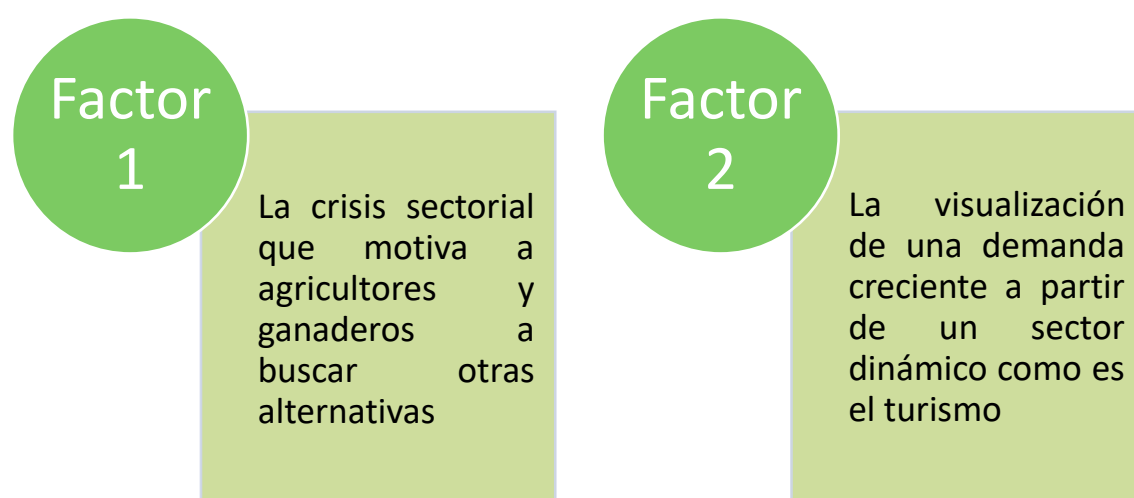 Factor
1
La crisis sectorial
que motiva a
agricultores y
ganaderos a
buscar otras
alternativas
Factor
2
La visualización
de una demanda
creciente a partir
de un sector
dinámico como es
el turismo